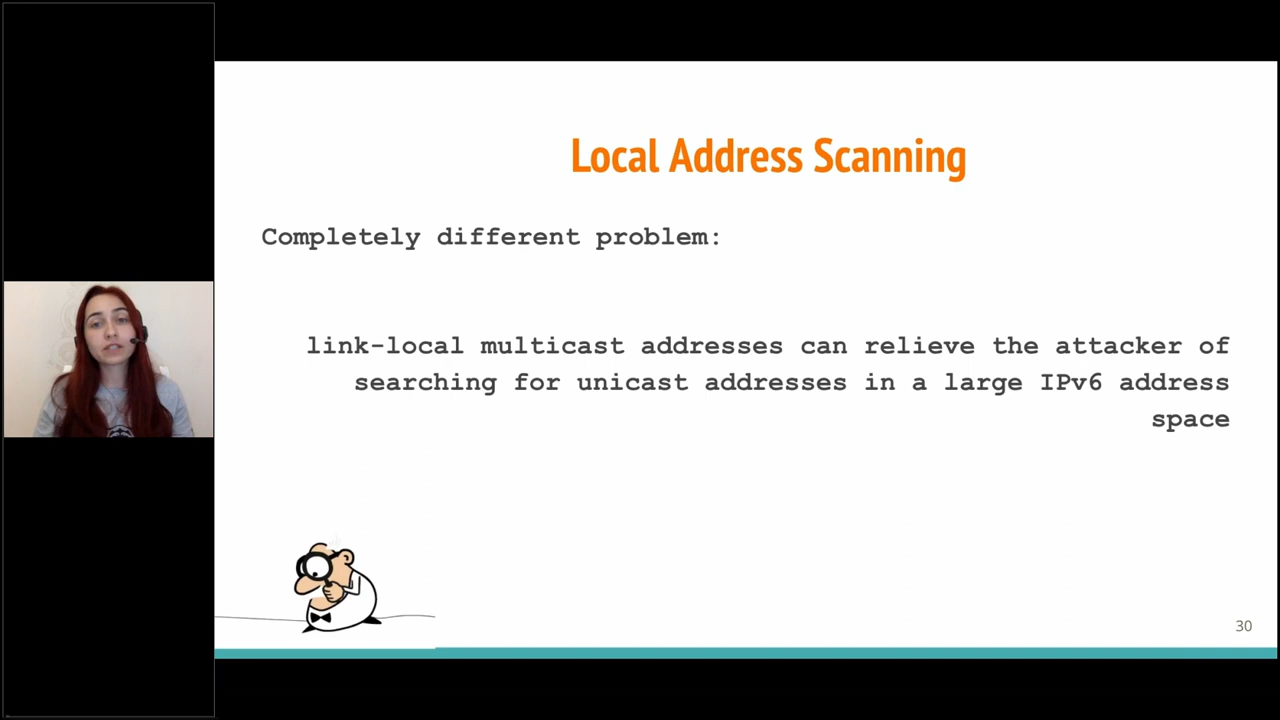 Local Address Scanning
Completely different problem:
link-local multicast addresses can relieve the attacker of
searching for unicast addresses in a large IPv6 address
space
30